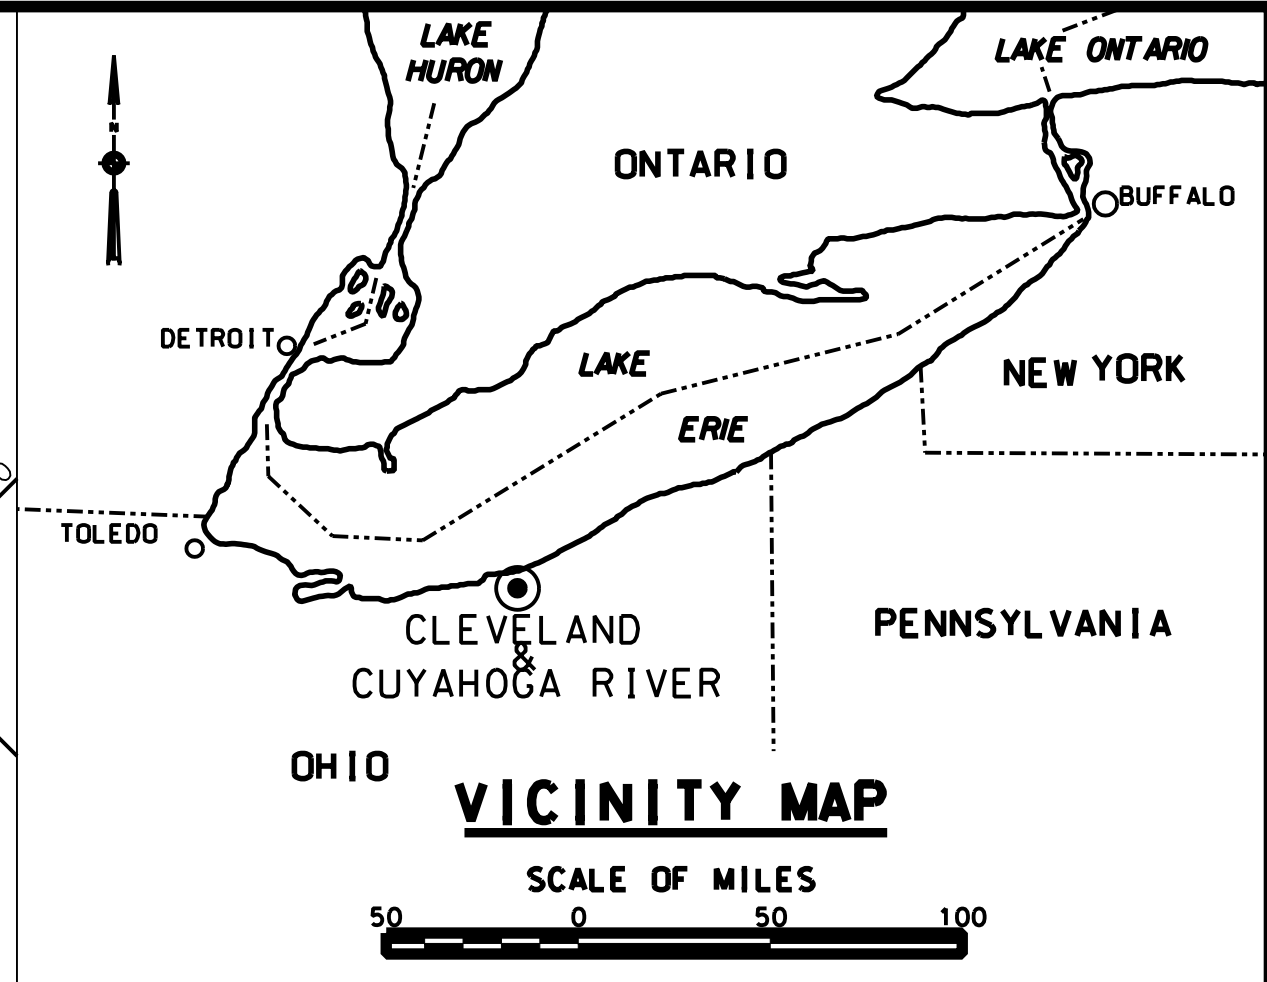 LAKE
HURON
LAKE ONTARIO
N
ONTARIO
BUFFALO
DETROIT
LAKE
ERIE
NEW YORK
TOLEDO
CLEVELAND
&
CUYAHOGA RIVER
PENNSYLVANIA
OHIO
VICINITY MAP
SCALE OF MILES
50 0 50 100